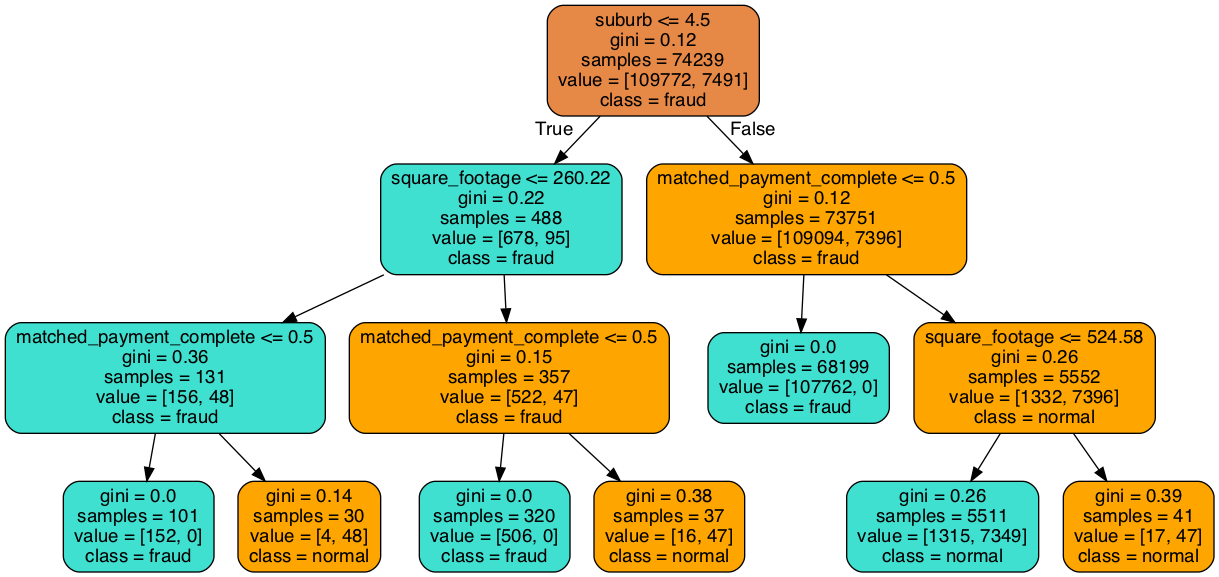 suburb <= 4.5
gini = 0.12
samples = 74239
value = [109772, 7491]
class = fraud
True
False
square_footage <= 260.22
gini = 0.22
samples = 488
value = [678, 95]
class = fraud
matched_payment_complete <= 0.5
gini = 0.12
samples = 73751
value = [109094, 7396]
class = fraud
matched_payment_complete <= 0.5
gini = 0.36
samples = 131
value = [156, 48]
class = fraud
matched_payment_complete <= 0.5
gini = 0.15
samples = 357
value = [522, 47]
class = fraud
gini = 0.0
samples = 68199
value = [107762, 0]
class = fraud
square_footage <= 524.58
gini = 0.26
samples = 5552
value = [1332, 7396]
class = normal
gini = 0.0
samples = 101
value = [152, 0]
class = fraud
gini = 0.14
samples = 30
value = [4, 48]
class = normal
gini = 0.0
samples = 320
value = [506, 0]
class = fraud
gini = 0.38
samples = 37
value = [16, 47]
class = normal
gini = 0.26
samples = 5511
value = [1315, 7349]
class = normal
gini = 0.39
samples = 41
value = [17, 47]
class = normal